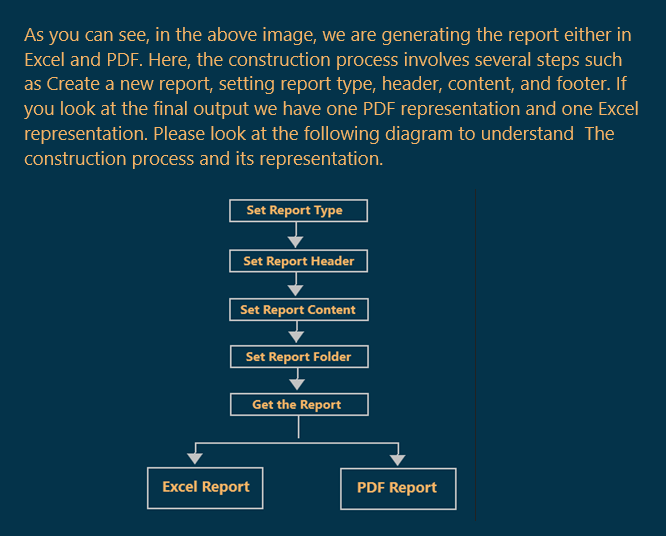 As you can see, in the above image, we are generating the report either in
Excel and PDF. Here, the construction process involves several steps such
as Create a new report, setting report type, header, content, and footer. If
you look at the final output we have one PDF representation and one Excel
representation. Please look at the following diagram to understand  The
construction process and its representation.
Set Report Type
Set Report Header
Set Report Content
Set Report Folder
Get the Report
Excel Report
PDF Report